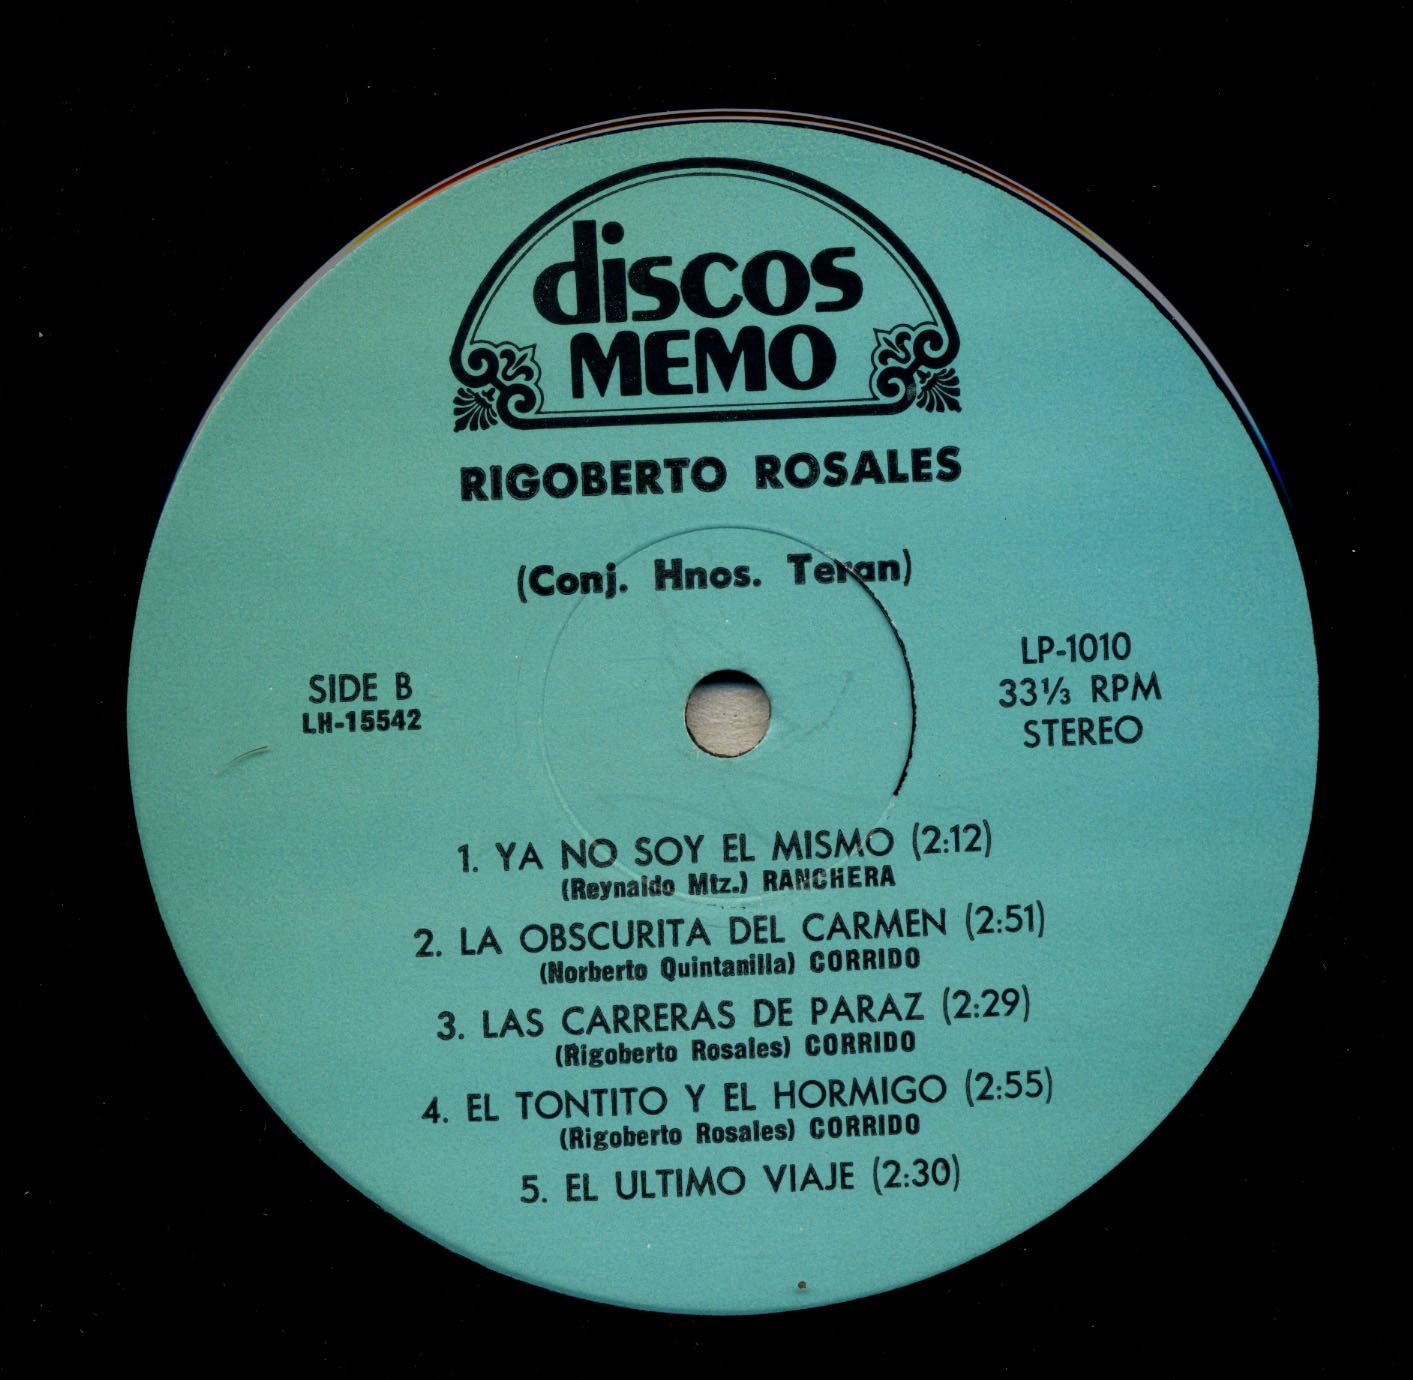 discos
MEMO
RIGOBERTO ROSALES
(Conj. Hnos. Teran)
SIDE B
LH-15542
LP-1010
33⅓ RPM
STEREO
1. YA NO SOY EL MISMO (2:12)
(Reynaldo Mtz.) RANCHERA
2. LA OBSCURITA DEL CARMEN (2:51)
(Norberto Quintanilla) CORRIDO
3. LAS CARRERAS DE PARAZ (2:29)
(Rigoberto Rosales) CORRIDO
4. EL TONTITO Y EL HORMIGO (2:55)
(Rigoberto Rosales) CORRIDO
5. EL ULTIMO VIAJE (2:30)